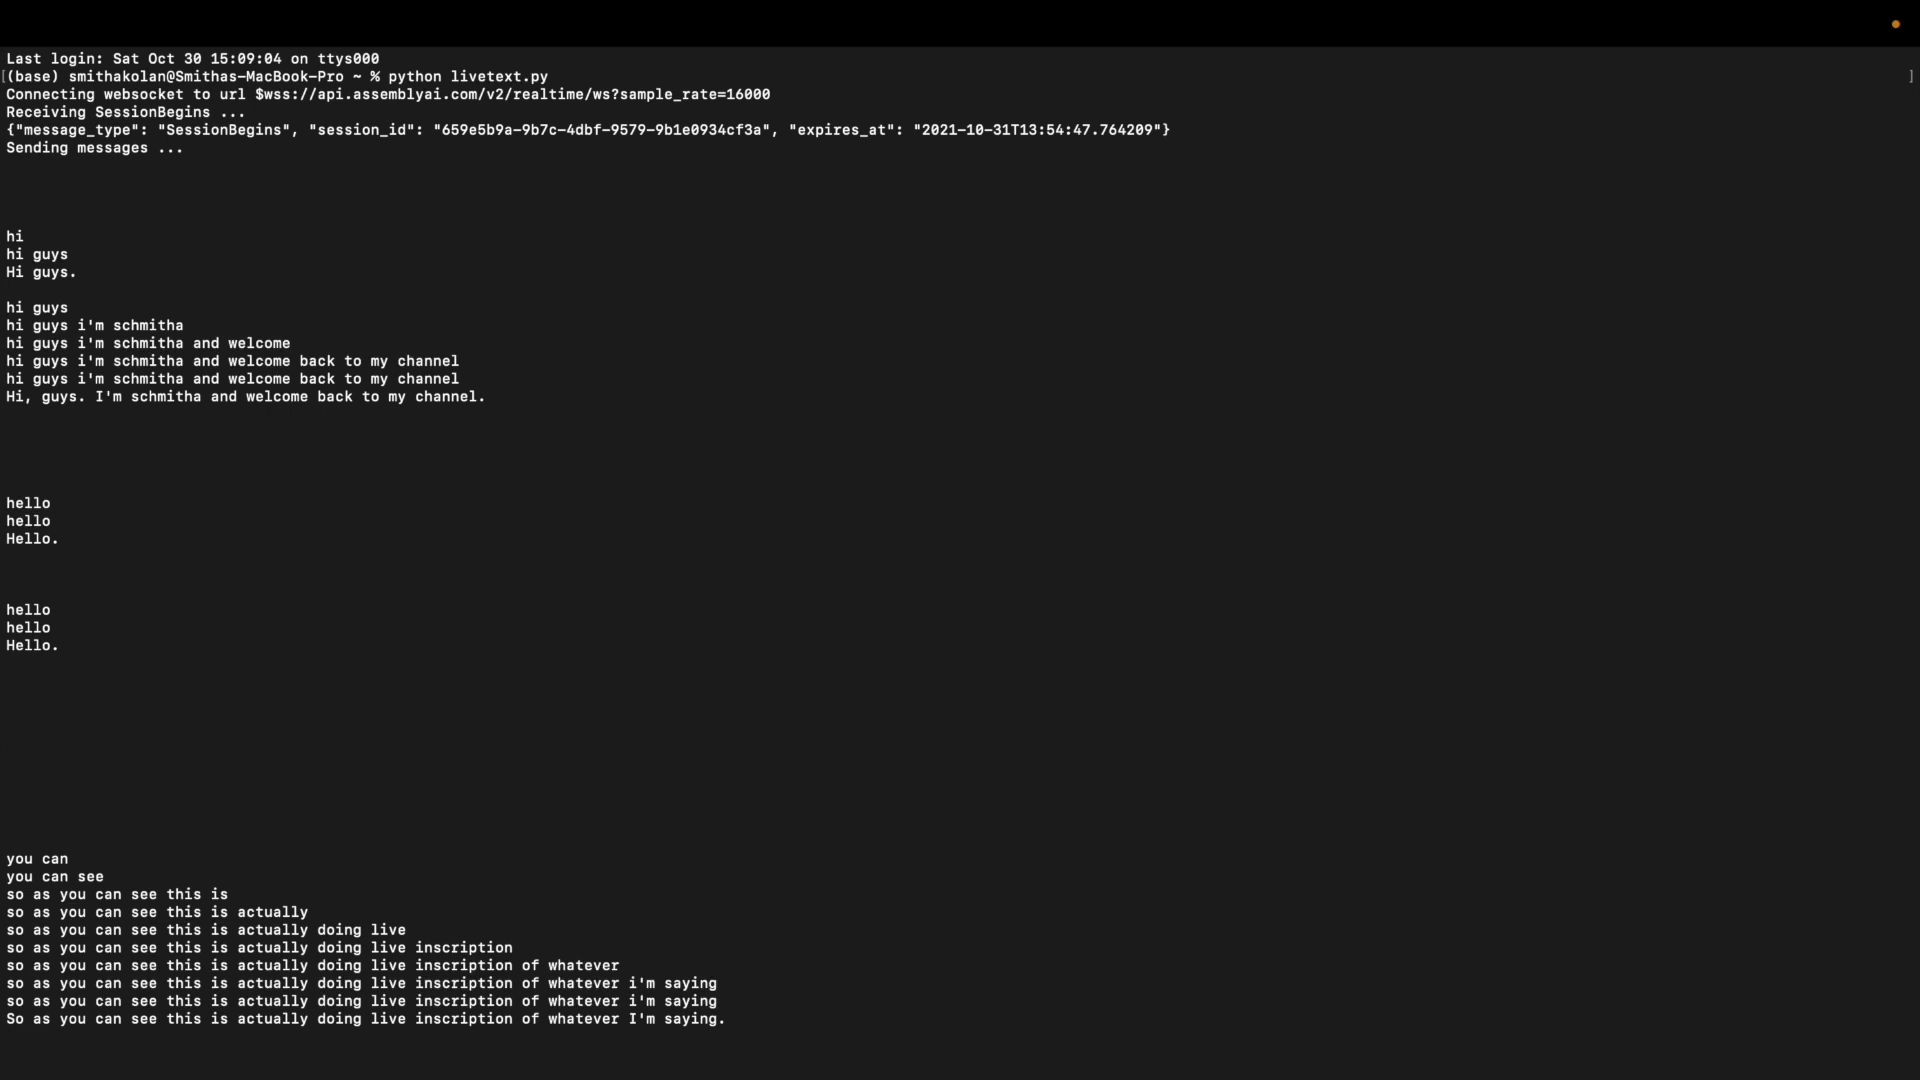 Last login: Sat Oct 30 15:09:04 on ttys000
[(base) smithakolan@Smithas-MacBook-Pro ~ % python livetext.py ]
Connecting websocket to url $wss://api.assemblyai.com/v2/realtime/ws?sample_rate=16000
Receiving SessionBegins ...
{"message_type": "SessionBegins", "session_id": "659e5b9a-9b7c-4dbf-9579-9b1e0934cf3a", "expires_at": "2021-10-31T13:54:47.764209"}
Sending messages ...
hi
hi guys
Hi guys.
hi guys
hi guys i'm schmitha
hi guys i'm schmitha and welcome
hi guys i'm schmitha and welcome back to my channel
hi guys i'm schmitha and welcome back to my channel
Hi, guys. I'm schmitha and welcome back to my channel.
hello
hello
Hello.
hello
hello
Hello.
you can
you can see
so as you can see this is
so as you can see this is actually
so as you can see this is actually doing live
so as you can see this is actually doing live inscription
so as you can see this is actually doing live inscription of whatever
so as you can see this is actually doing live inscription of whatever i'm saying
so as you can see this is actually doing live inscription of whatever i'm saying
So as you can see this is actually doing live inscription of whatever I'm saying.